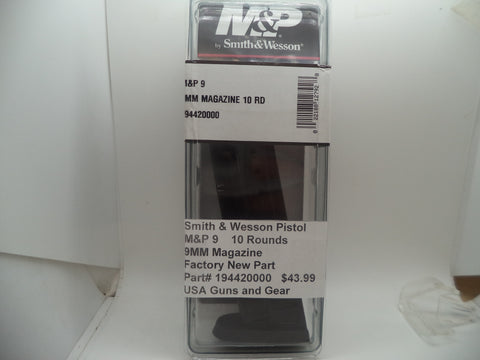 M&P
by Smith&Wesson
M&P 9
9MM MAGAZINE 10 RD
194420000
Smith & Wesson Pistol
M&P 9 10 Rounds
9MM Magazine
Factory New Part
Part# 194420000 $43.99
USA Guns and Gear